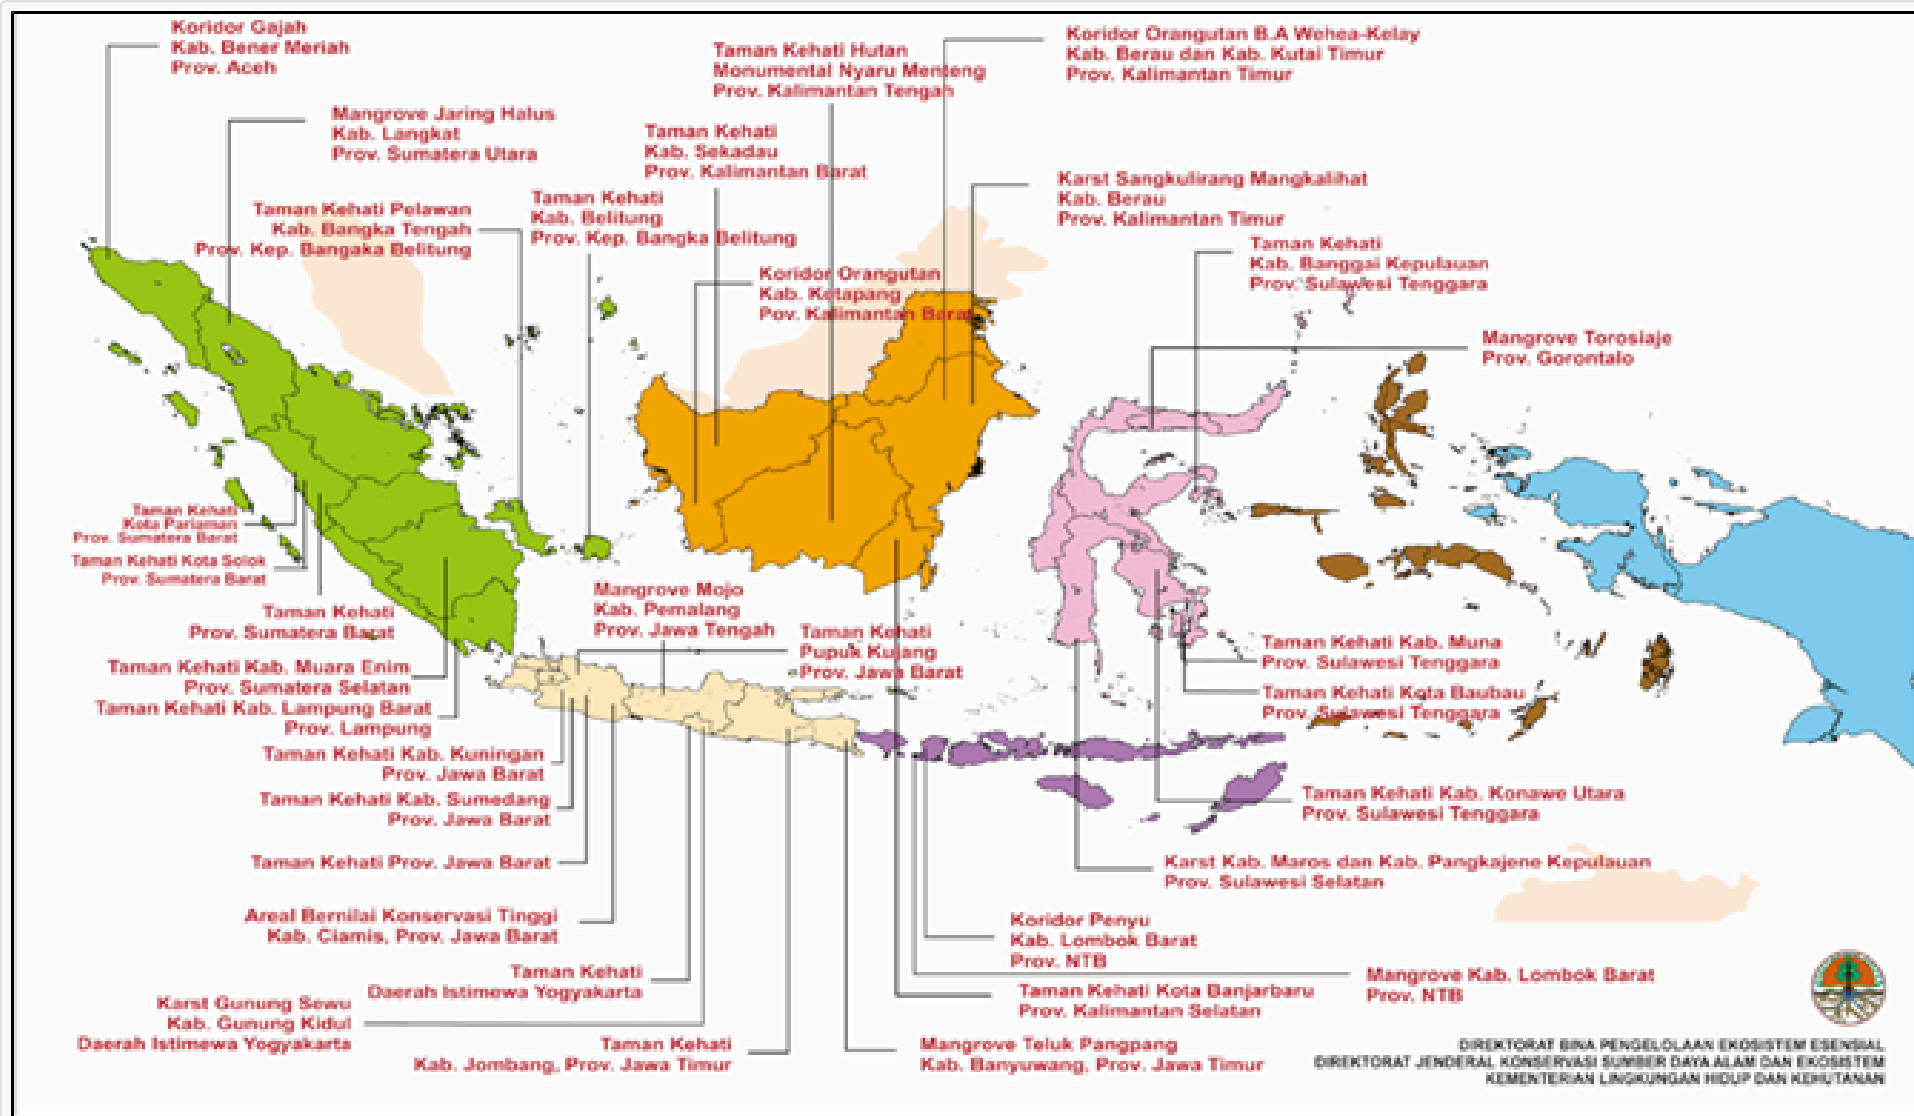 Koridor Gajah
Kab. Bener Meriah
Prov. Aceh
Mangrove Jaring Halus
Kab. Langkat
Prov. Sumatera Utara
Taman Kehati Pelawan
Kab. Bangka Tengah
Prov. Kep. Bangaka Belitung
Taman Kehati
Kab. Belitung
Prov. Kep. Bangka Belitung
Taman Kehati
Kab. Sekadau
Prov. Kalimantan Barat
Taman Kehati Hutan
Monumental Nyaru Menteng
Prov. Kalimantan Tengah
Koridor Orangutan
Kab. Ketapang
Pov. Kalimantan Barat
Koridor Orangutan B.A Wehea-Kelay
Kab. Berau dan Kab. Kutai Timur
Prov. Kalimantan Timur
Karst Sangkulirang Mangkalihat
Kab. Berau
Prov. Kalimantan Timur
Taman Kehati
Kab. Banggai Kepulauan
Prov. Sulawesi Tenggara
Mangrove Torosiaje
Prov. Gorontalo
Taman Kehati
Kota Pariaman
Prov. Sumatera Barat
Taman Kehati Kota Solok
Prov. Sumatera Barat
Taman Kehati
Prov. Sumatera Barat
Taman Kehati Kab. Muara Enim
Prov. Sumatera Selatan
Taman Kehati Kab. Lampung Barat
Prov. Lampung
Taman Kehati Kab. Kuningan
Prov. Jawa Barat
Taman Kehati Kab. Sumedang
Prov. Jawa Barat
Taman Kehati Prov. Jawa Barat
Areal Bernilai Konservasi Tinggi
Kab. Ciamis, Prov. Jawa Barat
Taman Kehati
Daerah Istimewa Yogyakarta
Karst Gunung Sewu
Kab. Gunung Kidul
Daerah Istimewa Yogyakarta
Taman Kehati
Kab. Jombang, Prov. Jawa Timur
Mangrove Mojo
Kab. Pemalang
Prov. Jawa Tengah
Taman Kehati
Pupuk Kujang
Prov. Jawa Barat
Taman Kehati Kab. Muna
Prov. Sulawesi Tenggara
Taman Kehati Kota Baubau
Prov. Sulawesi Tenggara
Taman Kehati Kab. Konawe Utara
Prov. Sulawesi Tenggara
Karst Kab. Maros dan Kab. Pangkajene Kepulauan
Prov. Sulawesi Selatan
Koridor Penyu
Kab. Lombok Barat
Prov. NTB
Mangrove Kab. Lombok Barat
Prov. NTB
Taman Kehati Kota Banjarbaru
Prov. Kalimantan Selatan
Mangrove Teluk Pangpang
Kab. Banyuwang, Prov. Jawa Timur
DIREKTORAT BINA PENGELOLAAN EKOSISTEM ESENSIAL
DIREKTORAT JENDERAL KONSERVASI SUMBER DAYA ALAM DAN EKOSISTEM
KEMENTERIAN LINGKUNGAN HIDUP DAN KEHUTANAN